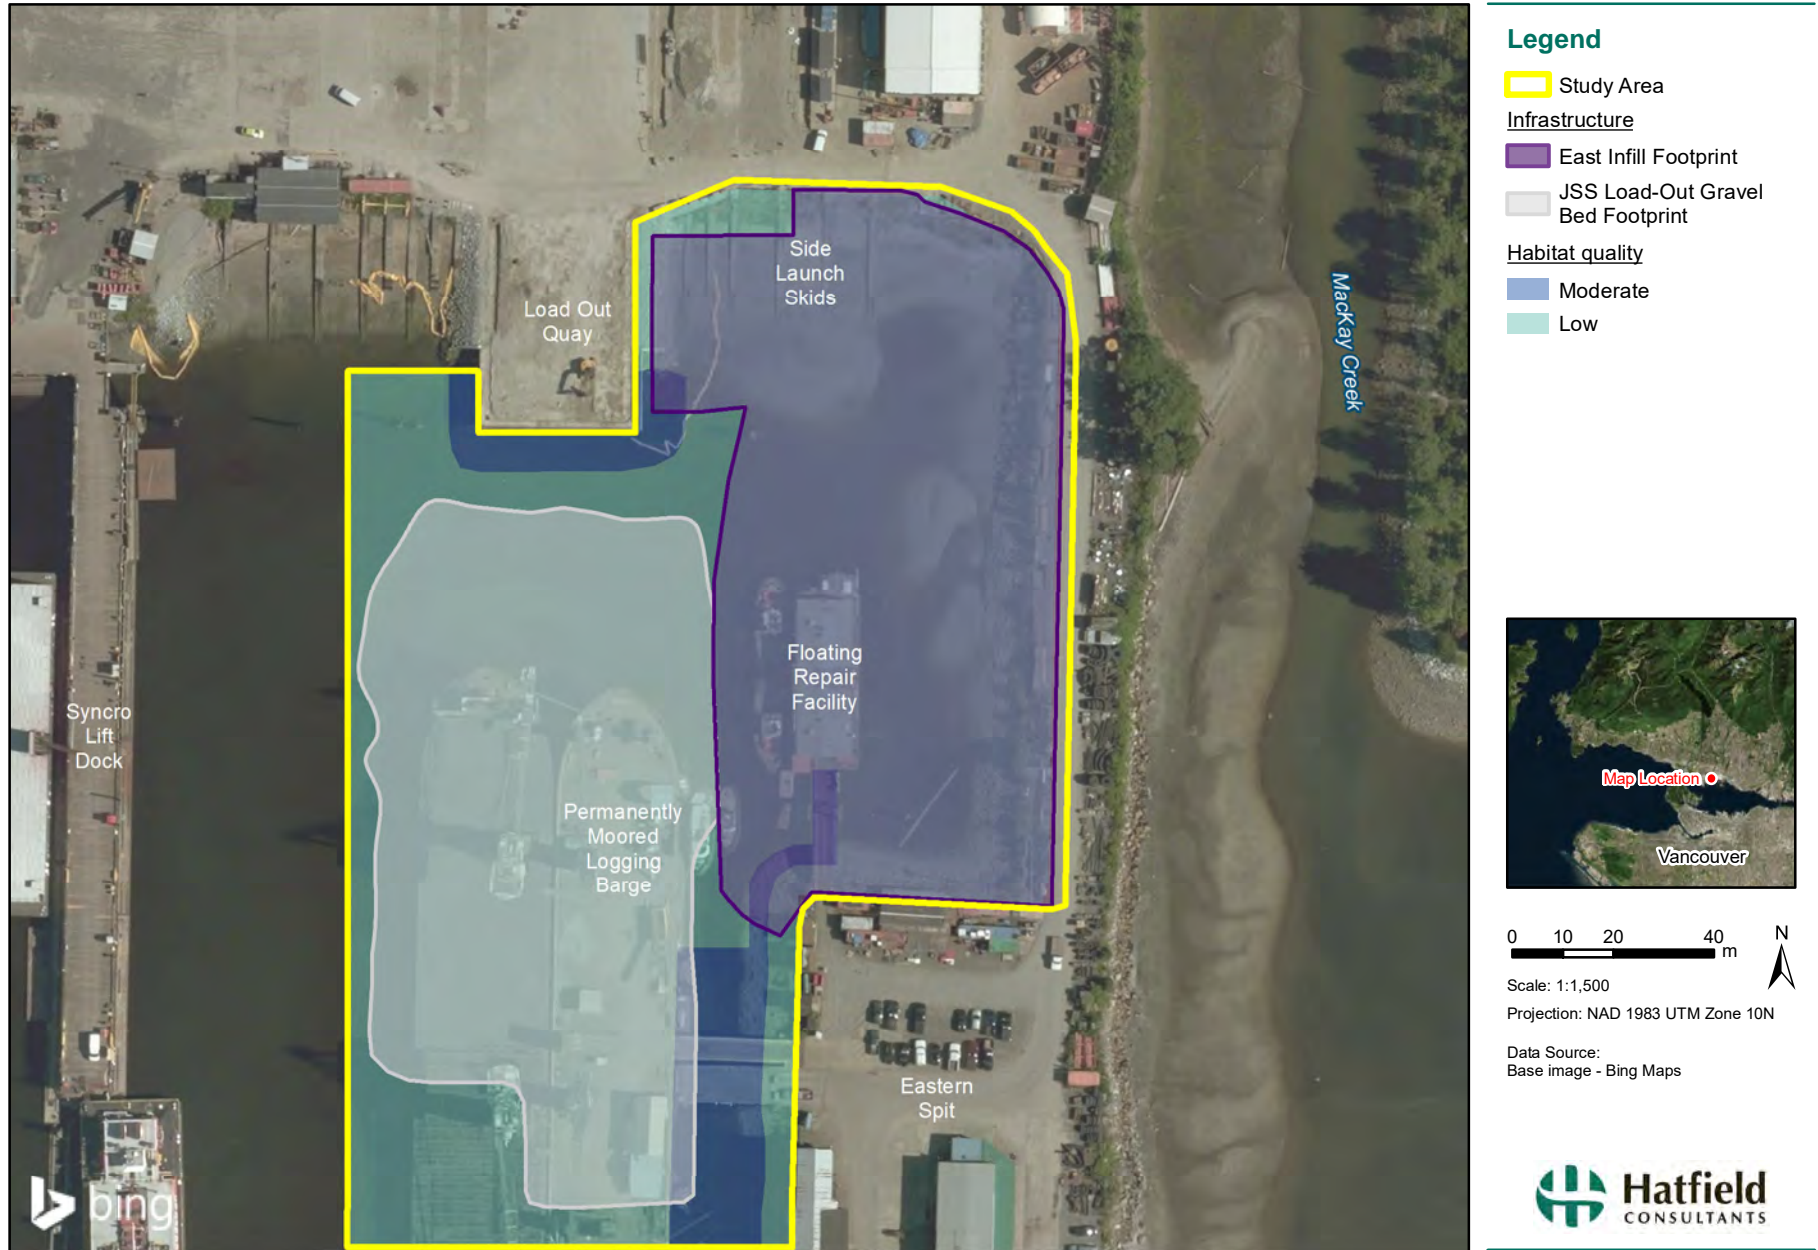 Side
Launch
Skids
Load Out
Quay
MacKay Creek
Floating
Repair
Facility
Syncro
Lift
Dock
Permanently
Moored
Logging
Barge
Eastern
Spit
bing
Legend
Study Area
Infrastructure
East Infill Footprint
JSS Load-Out Gravel
Bed Footprint
Habitat quality
Moderate
Low
Map Location
Vancouver
0 10 20 40
m
N
Scale: 1:1,500
Projection: NAD 1983 UTM Zone 10N
Data Source:
Base image - Bing Maps
Hatfield
CONSULTANTS